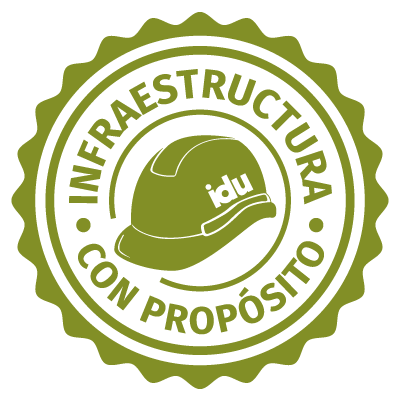 INFRAESTRUCTURA
idu
CON PROPÓSITO